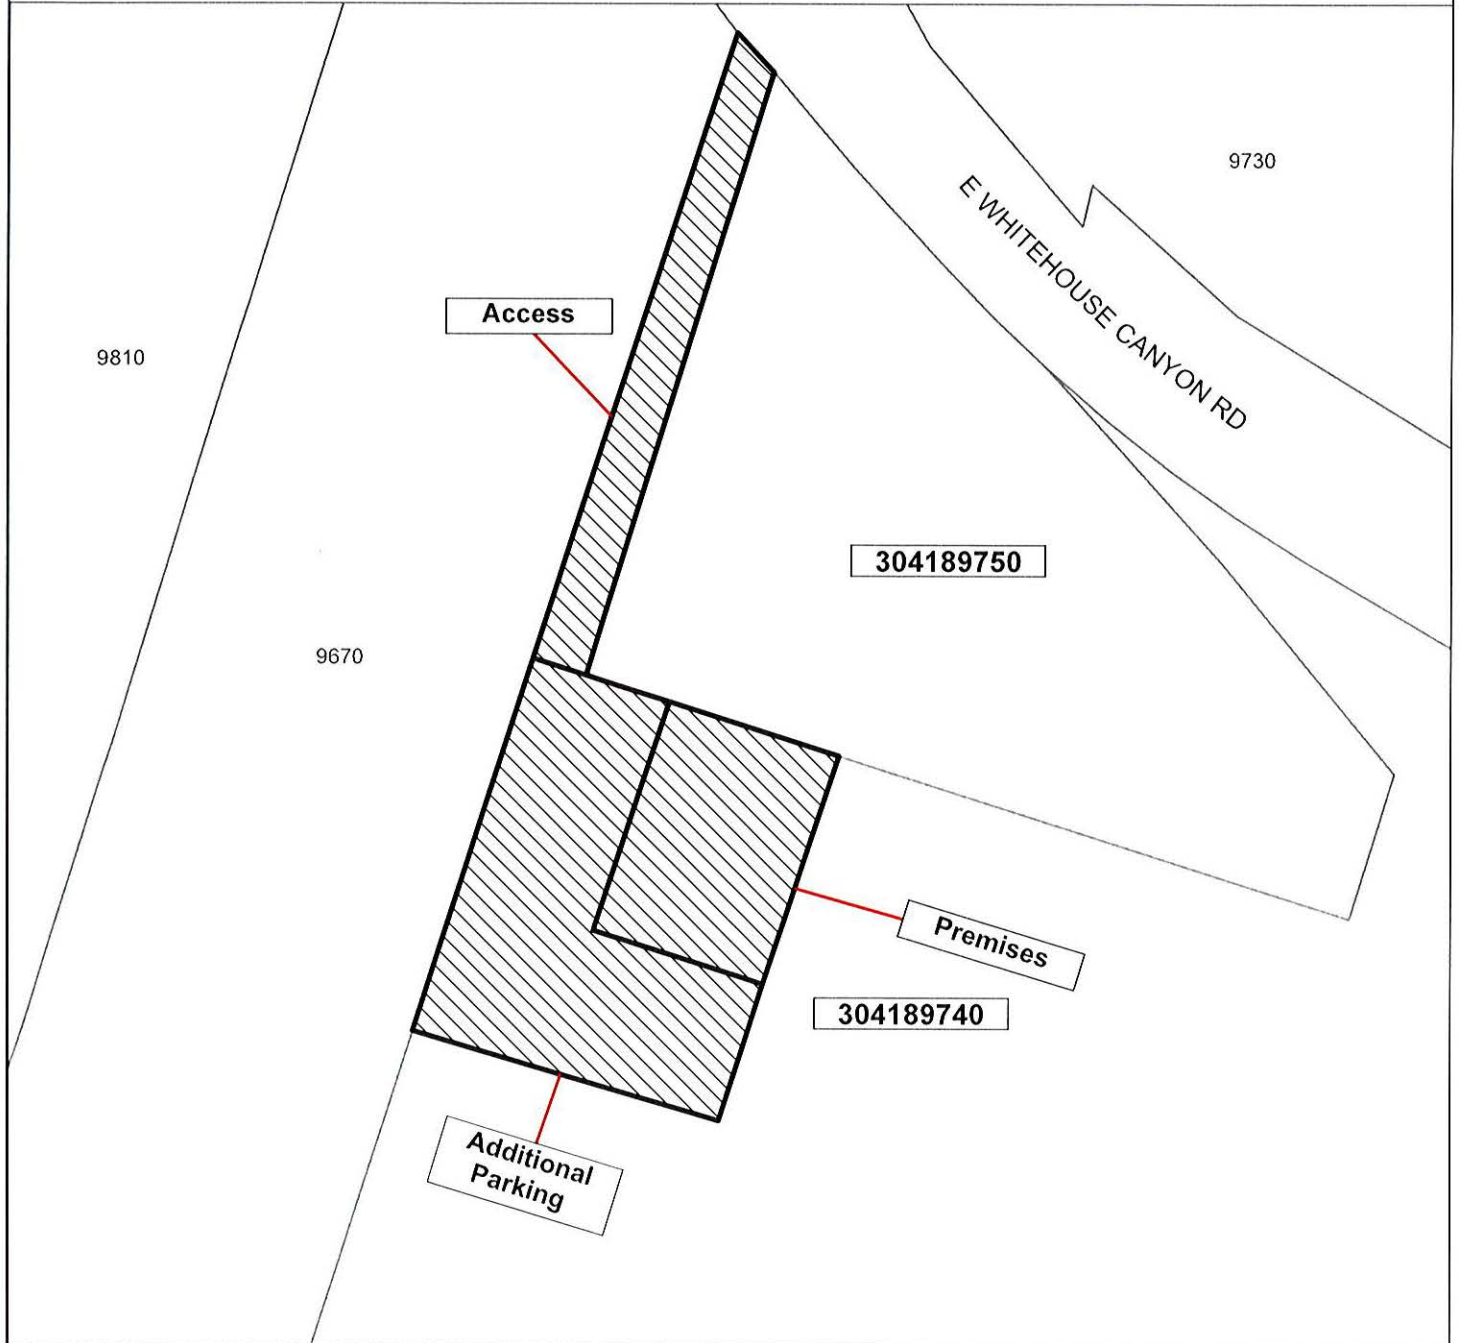 9730
E WHITEHOUSE CANYON RD
Access
9810
304189750
9670
Premises
304189740
Additional
Parking